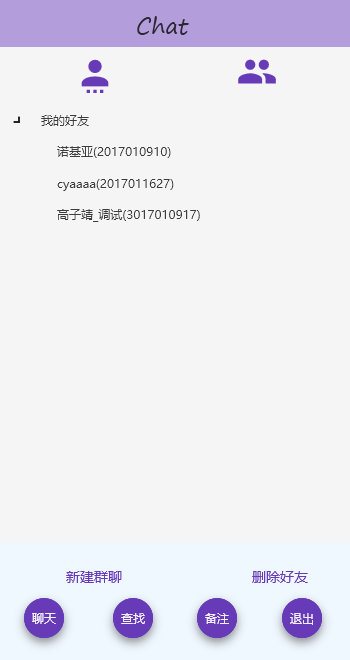 Chat
我的好友
诺基亚(2017010910)
cyaaaa(2017011627)
高子靖_调试(3017010917)
新建群聊 删除好友
聊天 查找 备注 退出